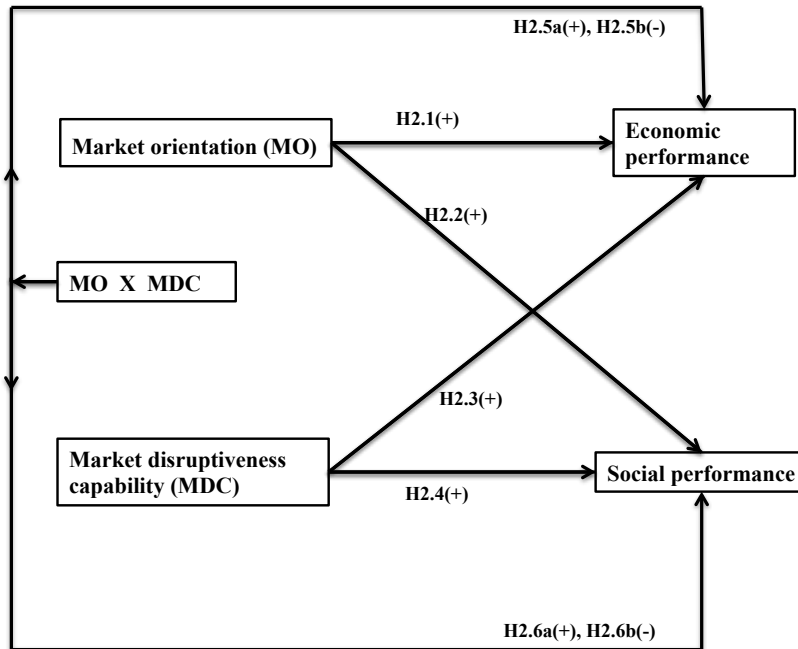 H2.5a(+), H2.5b(-)
H2.1(+)
Economic
performance
Market orientation (MO)
H2.2(+)
MO X MDC
H2.3(+)
Market disruptiveness
capability (MDC)
Social performance
H2.4(+)
H2.6a(+), H2.6b(-)